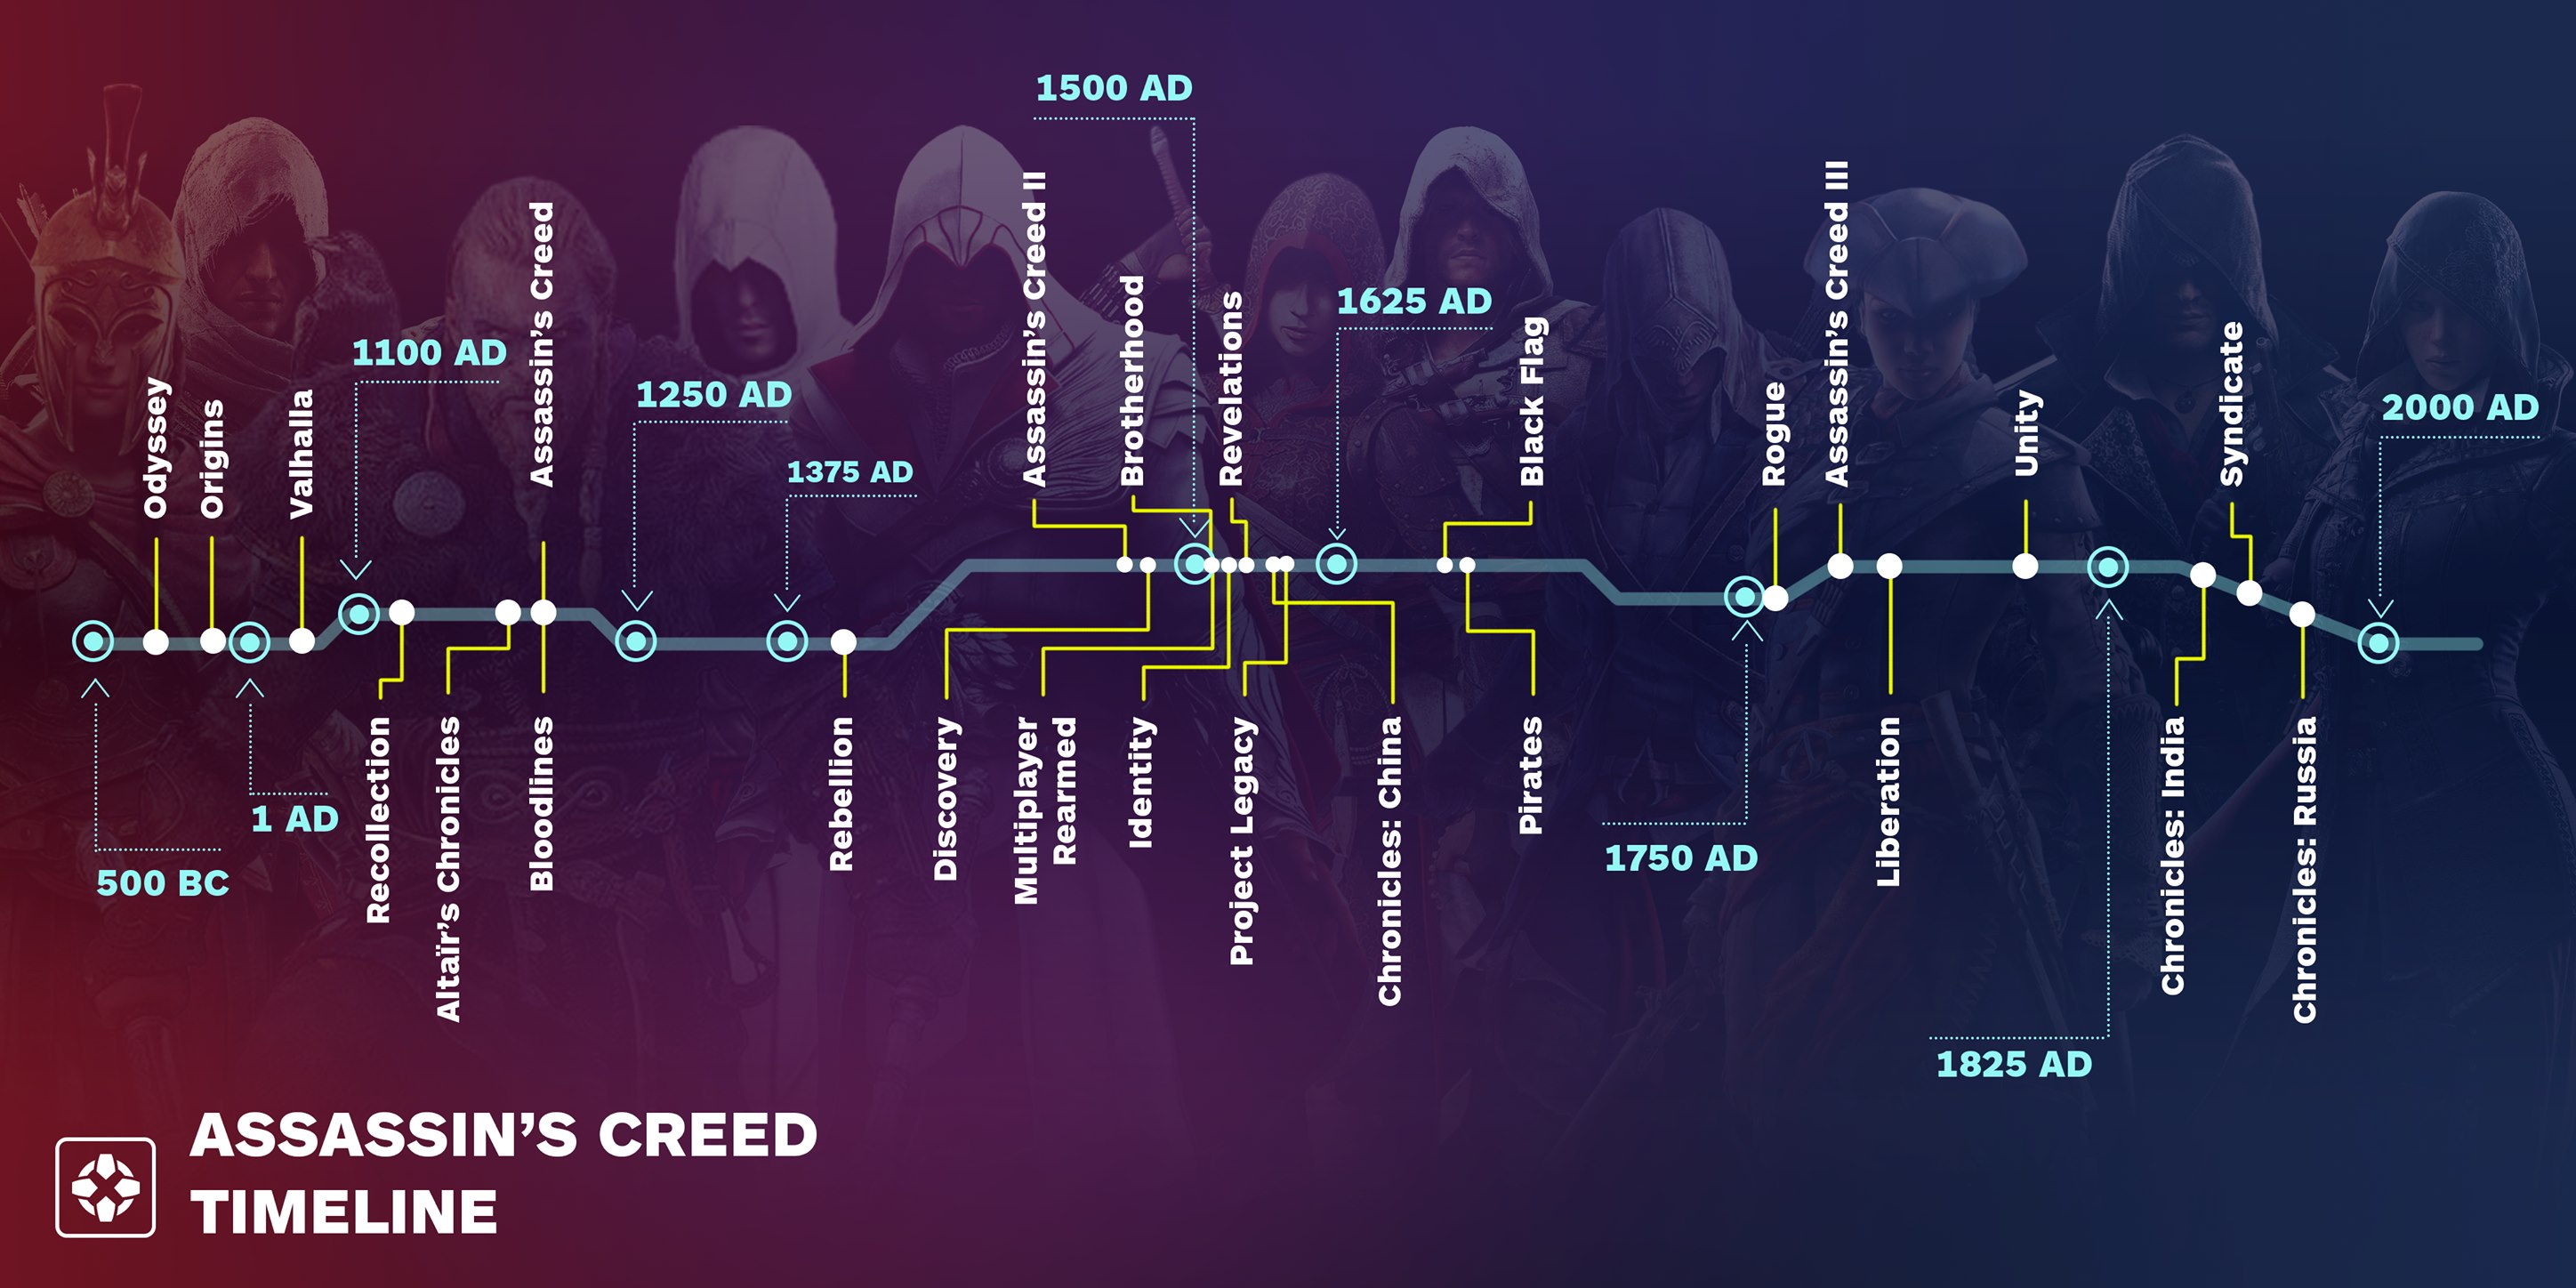 1500 AD
1625 AD
1100 AD
1250 AD
1375 AD
2000 AD
Odyssey
Origins
Valhalla
Assassin’s Creed
Assassin’s Creed II
Brotherhood
Revelations
Black Flag
Rogue
Assassin’s Creed III
Unity
Syndicate
Recollection
Altaïr’s Chronicles
Bloodlines
Rebellion
Discovery
Multiplayer
Rearmed
Identity
Project Legacy
Chronicles: China
Pirates
Liberation
Chronicles: India
Chronicles: Russia
1 AD
500 BC
1750 AD
1825 AD
ASSASSIN’S CREED
TIMELINE